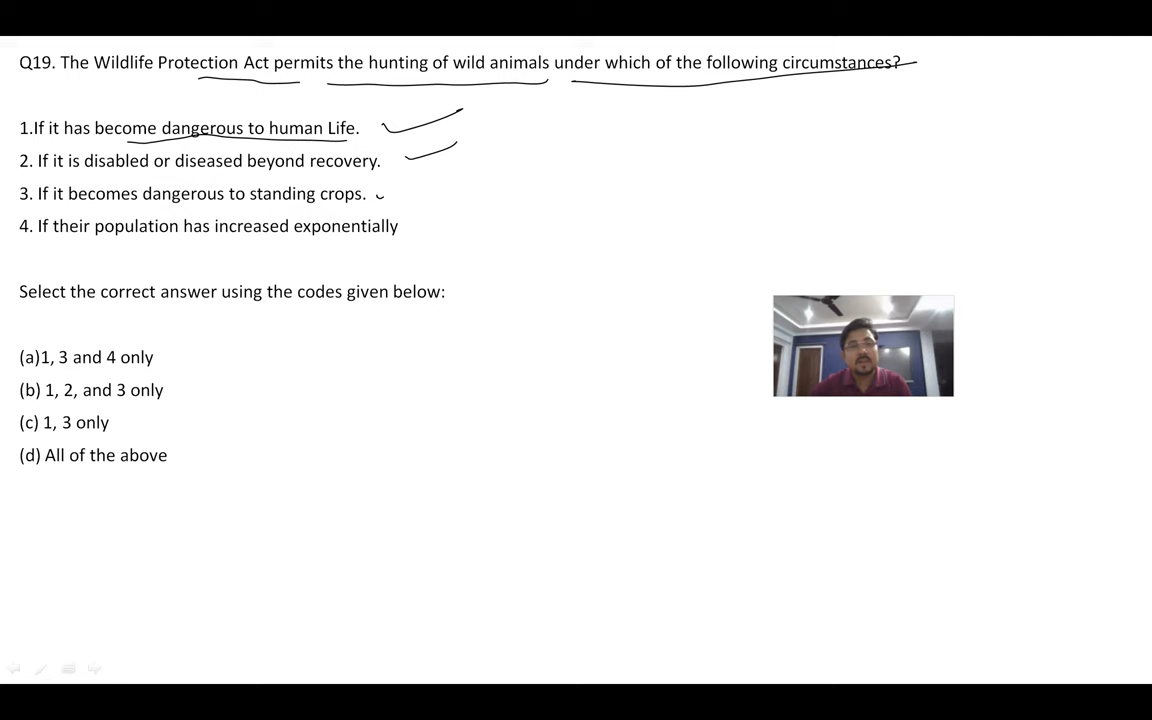 Q19. The Wildlife Protection Act permits the hunting of wild animals under which of the following circumstances?
1.If it has become dangerous to human Life.
2. If it is disabled or diseased beyond recovery.
3. If it becomes dangerous to standing crops.
4. If their population has increased exponentially
Select the correct answer using the codes given below:
(a)1, 3 and 4 only
(b) 1, 2, and 3 only
(c) 1, 3 only
(d) All of the above